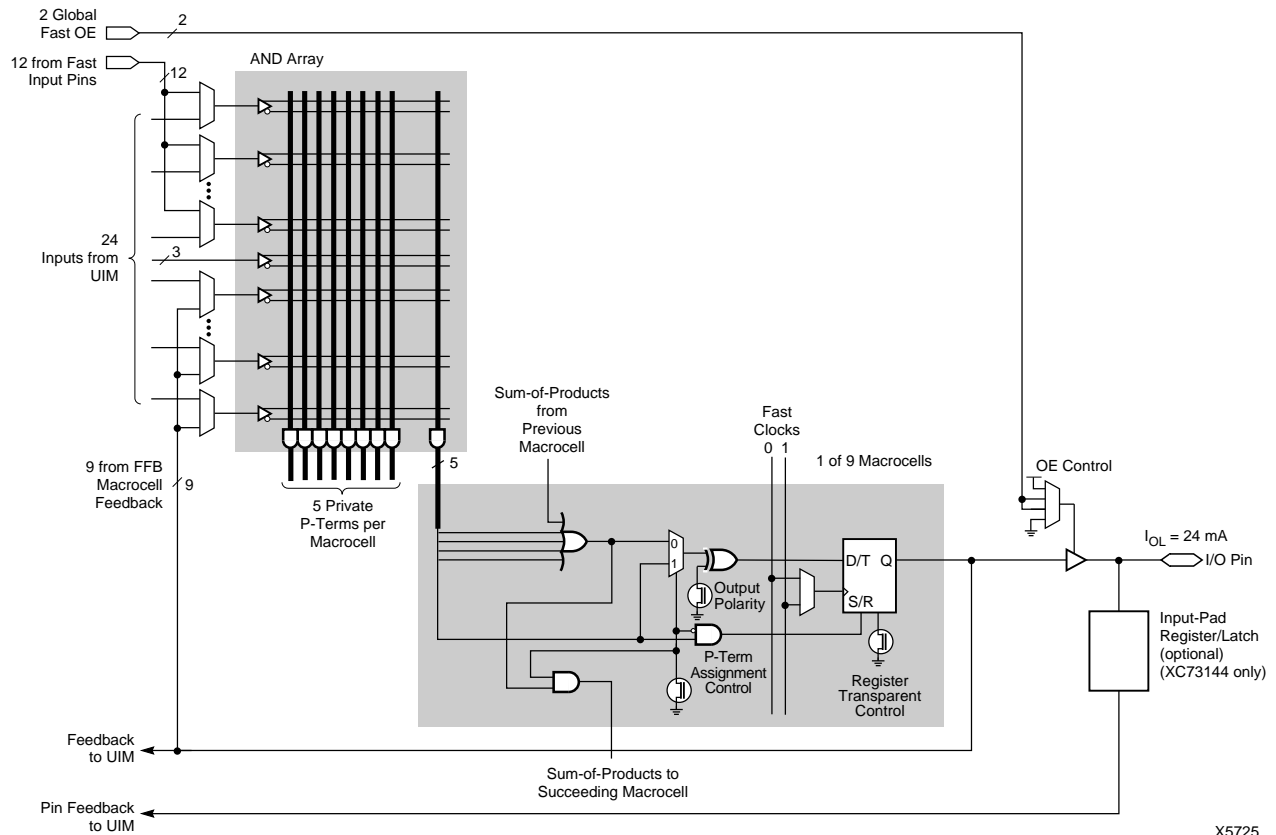 2 Global
Fast OE
2
12 from Fast
Input Pins
12
AND Array
24
Inputs from
UIM
3
9 from FFB
Macrocell
Feedback
9
5 Private
P-Terms per
Macrocell
5
Sum-of-Products
from
Previous
Macrocell
Fast
Clocks
0 1
1 of 9 Macrocells
OE Control
0
1
Output
Polarity
D/T Q
S/R
P-Term
Assignment
Control
Register
Transparent
Control
IOL = 24 mA
I/O Pin
Input-Pad
Register/Latch
(optional)
(XC73144 only)
Feedback
to UIM
Sum-of-Products to
Succeeding Macrocell
Pin Feedback
to UIM
X5725